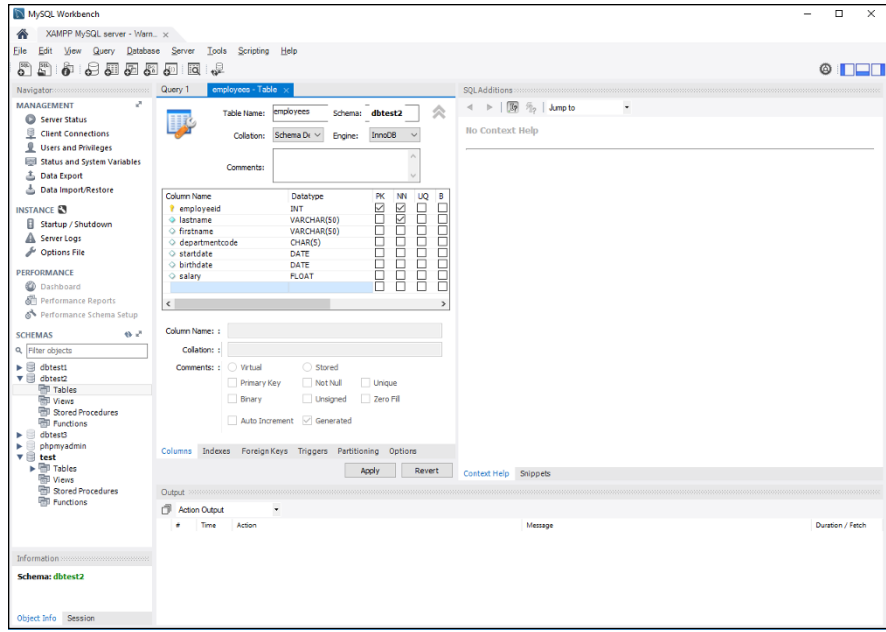 MySQL Workbench
XAMPP MySQL server - Warn...
File Edit View Query Database Server Tools Scripting Help
Navigator
MANAGEMENT
Server Status
Client Connections
Users and Privileges
Status and System Variables
Data Export
Data Import/Restore
INSTANCE
Startup / Shutdown
Server Logs
Options File
PERFORMANCE
Dashboard
Performance Reports
Performance Schema Setup
SCHEMAS
Filter objects
dbtest1
dbtest2
Tables
Views
Stored Procedures
Functions
dbtest3
phpmyadmin
test
Tables
Views
Stored Procedures
Functions
Information
Schema: dbtest2
Object Info Session
Query 1 employees - Table
Table Name: employees Schema: dbtest2
Collation: Schema De Engine: InnoDB
Comments:
Column Name Datatype PK NN UQ B
employeeid INT
lastname VARCHAR(50)
firstname VARCHAR(50)
departmentcode CHAR(5)
startdate DATE
birthdate DATE
salary FLOAT
Column Name: :
Collation: :
Comments: : Virtual Stored
Primary Key Not Null Unique
Binary Unsigned Zero Fill
Auto Increment Generated
Columns Indexes Foreign Keys Triggers Partitioning Options
Apply Revert
SQLAdditions
Jump to
No Context Help
Context Help Snippets
Output
Action Output
# Time Action Message Duration / Fetch